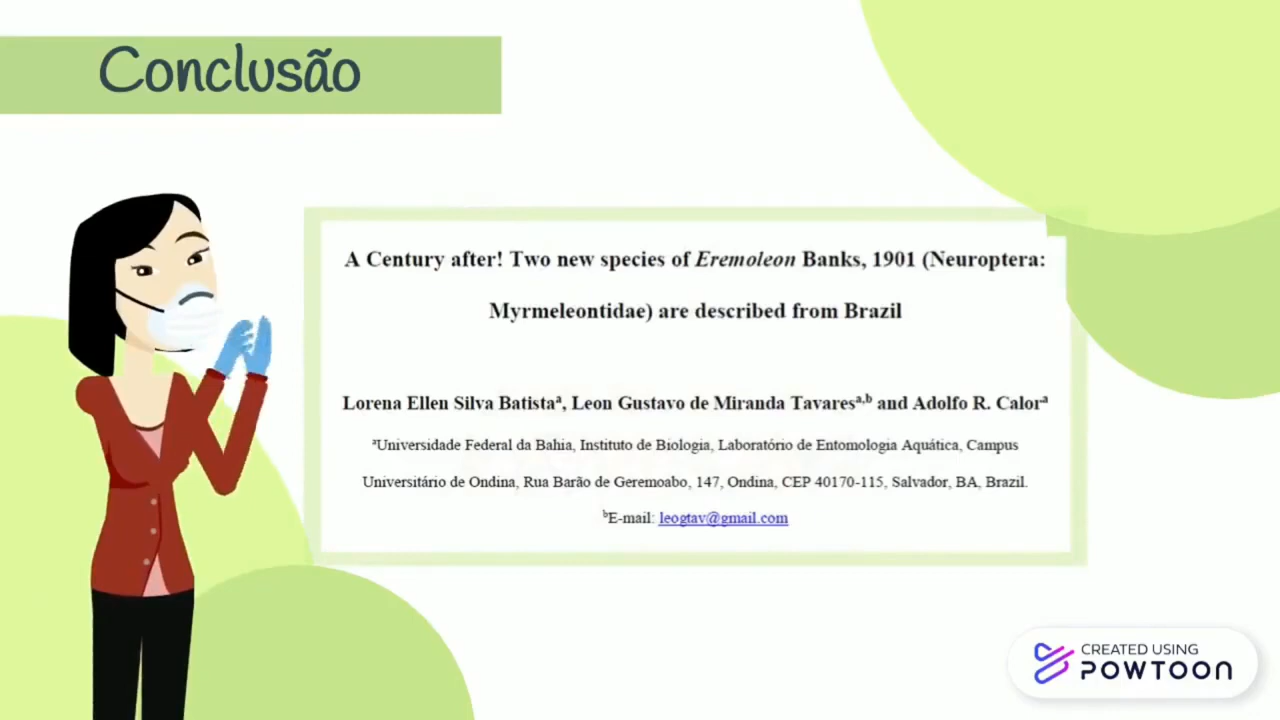 Conclusão
A Century after! Two new species of Eremoleon Banks, 1901 (Neuroptera:
Myrmeleontidae) are described from Brazil
Lorena Ellen Silva Batistaᵃ, Leon Gustavo de Miranda Tavaresᵃ,ᵇ and Adolfo R. Calorᵃ
ᵃUniversidade Federal da Bahia, Instituto de Biologia, Laboratório de Entomologia Aquática, Campus
Universitário de Ondina, Rua Barão de Geremoabo, 147, Ondina, CEP 40170-115, Salvador, BA, Brazil.
ᵇE-mail: leogtav@gmail.com
CREATED USING
POWTOON